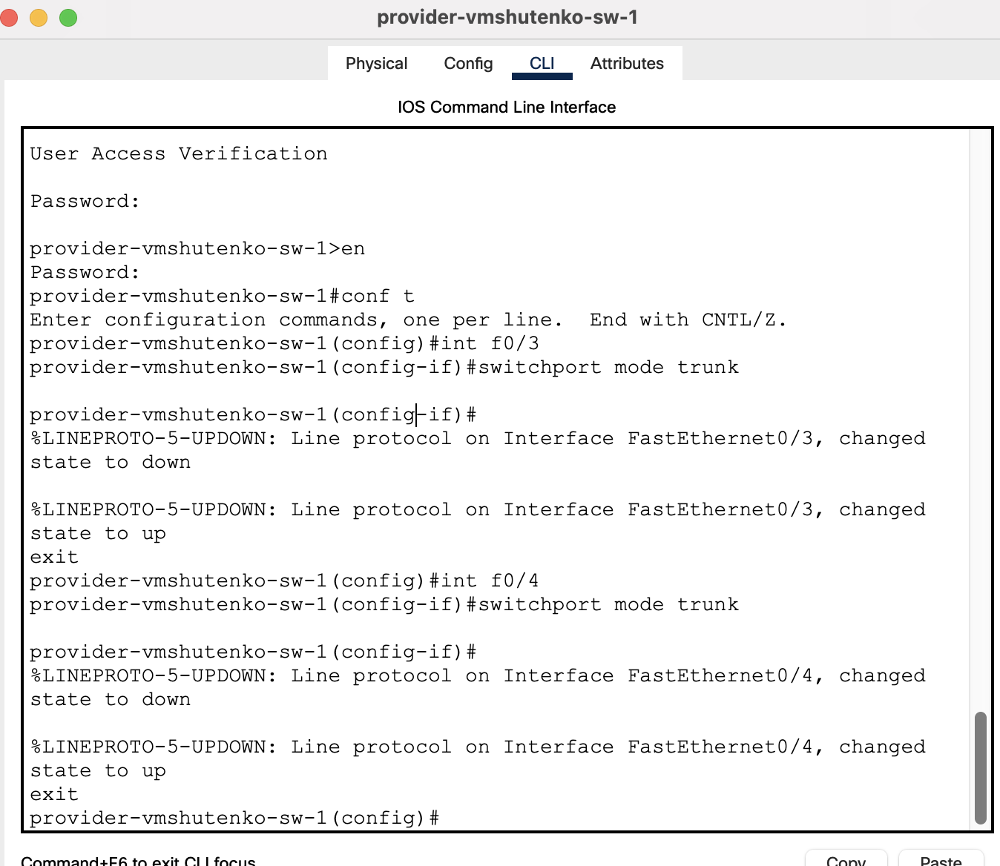 provider-vmshutenko-sw-1
Physical Config CLI Attributes
IOS Command Line Interface
User Access Verification
Password:
provider-vmshutenko-sw-1>en
Password:
provider-vmshutenko-sw-1#conf t
Enter configuration commands, one per line.  End with CNTL/Z.
provider-vmshutenko-sw-1(config)#int f0/3
provider-vmshutenko-sw-1(config-if)#switchport mode trunk
provider-vmshutenko-sw-1(config-if)#
%LINEPROTO-5-UPDOWN: Line protocol on Interface FastEthernet0/3, changed
state to down
%LINEPROTO-5-UPDOWN: Line protocol on Interface FastEthernet0/3, changed
state to up
exit
provider-vmshutenko-sw-1(config)#int f0/4
provider-vmshutenko-sw-1(config-if)#switchport mode trunk
provider-vmshutenko-sw-1(config-if)#
%LINEPROTO-5-UPDOWN: Line protocol on Interface FastEthernet0/4, changed
state to down
%LINEPROTO-5-UPDOWN: Line protocol on Interface FastEthernet0/4, changed
state to up
exit
provider-vmshutenko-sw-1(config)#
Command+F6 to exit CLI focus
Copy Paste